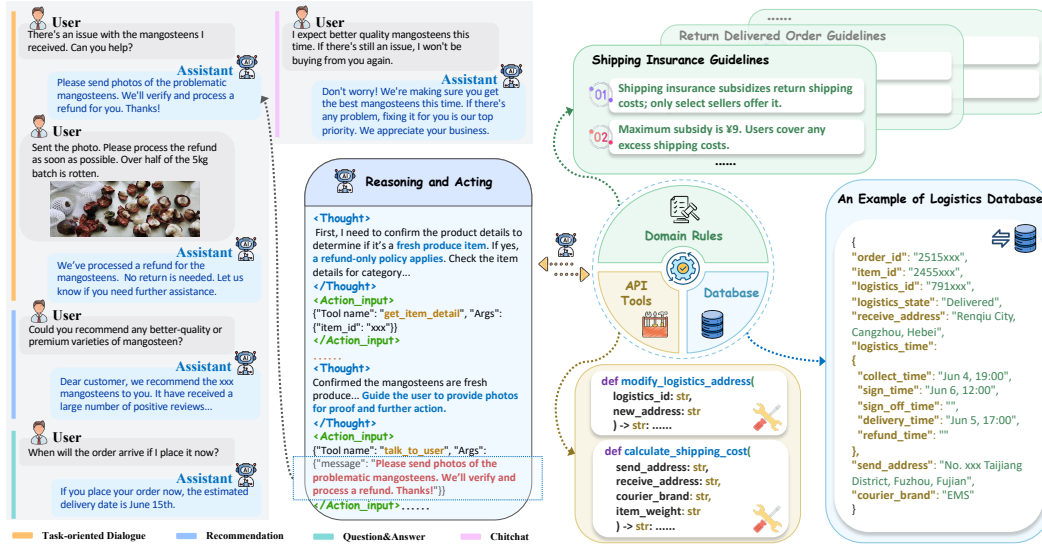 User
There's an issue with the mangosteens I
received. Can you help?
Assistant
Please send photos of the problematic
mangosteens. We'll verify and process a
refund for you. Thanks!
User
Sent the photo. Please process the refund
as soon as possible. Over half of the 5kg
batch is rotten.
Assistant
We've processed a refund for the
mangosteens. No return is needed. Let us
know if you need further assistance.
User
Could you recommend any better-quality or
premium varieties of mangosteen?
Assistant
Dear customer, we recommend the xxx
mangosteens to you. It have received a
large number of positive reviews...
User
When will the order arrive if I place it now?
Assistant
If you place your order now, the estimated
delivery date is June 15th.
User
I expect better quality mangosteens this
time. If there's still an issue, I won't be
buying from you again.
Assistant
Don't worry! We're making sure you get
the best mangosteens this time. If there's
any problem, fixing it for you is our top
priority. We appreciate your business.
Reasoning and Acting
<Thought>
First, I need to confirm the product details to
determine if it's a fresh produce item. If yes,
a refund-only policy applies. Check the item
details for category...
</Thought>
<Action_input>
{"Tool name": "get_item_detail", "Args":
{"item_id": "xxx"}}
</Action_input>
......
<Thought>
Confirmed the mangosteens are fresh
produce... Guide the user to provide photos
for proof and further action.
</Thought>
<Action_input>
{"Tool name": "talk_to_user", "Args":
{"message": "Please send photos of the
problematic mangosteens. We'll verify and
process a refund. Thanks!"}}
</Action_input>......
......
Return Delivered Order Guidelines
Shipping Insurance Guidelines
01 Shipping insurance subsidizes return shipping
costs; only select sellers offer it.
02 Maximum subsidy is ¥9. Users cover any
excess shipping costs.
......
Domain Rules
API
Tools
Database
def modify_logistics_address(
logistics_id: str,
new_address: str
) -> str: ......
def calculate_shipping_cost(
send_address: str,
receive_address: str,
courier_brand: str,
item_weight: str
) -> str: ......
An Example of Logistics Database
{
"order_id": "2515xxx",
"item_id": "2455xxx",
"logistics_id": "791xxx",
"logistics_state": "Delivered",
"receive_address": "Renqiu City,
Cangzhou, Hebei",
"logistics_time":
{
"collect_time": "Jun 4, 19:00",
"sign_time": "Jun 6, 12:00",
"sign_off_time": "",
"delivery_time": "Jun 5, 17:00",
"refund_time": ""
},
"send_address": "No. xxx Taijiang
District, Fuzhou, Fujian",
"courier_brand": "EMS"
}
Task-oriented Dialogue
Recommendation
Question&Answer
Chitchat